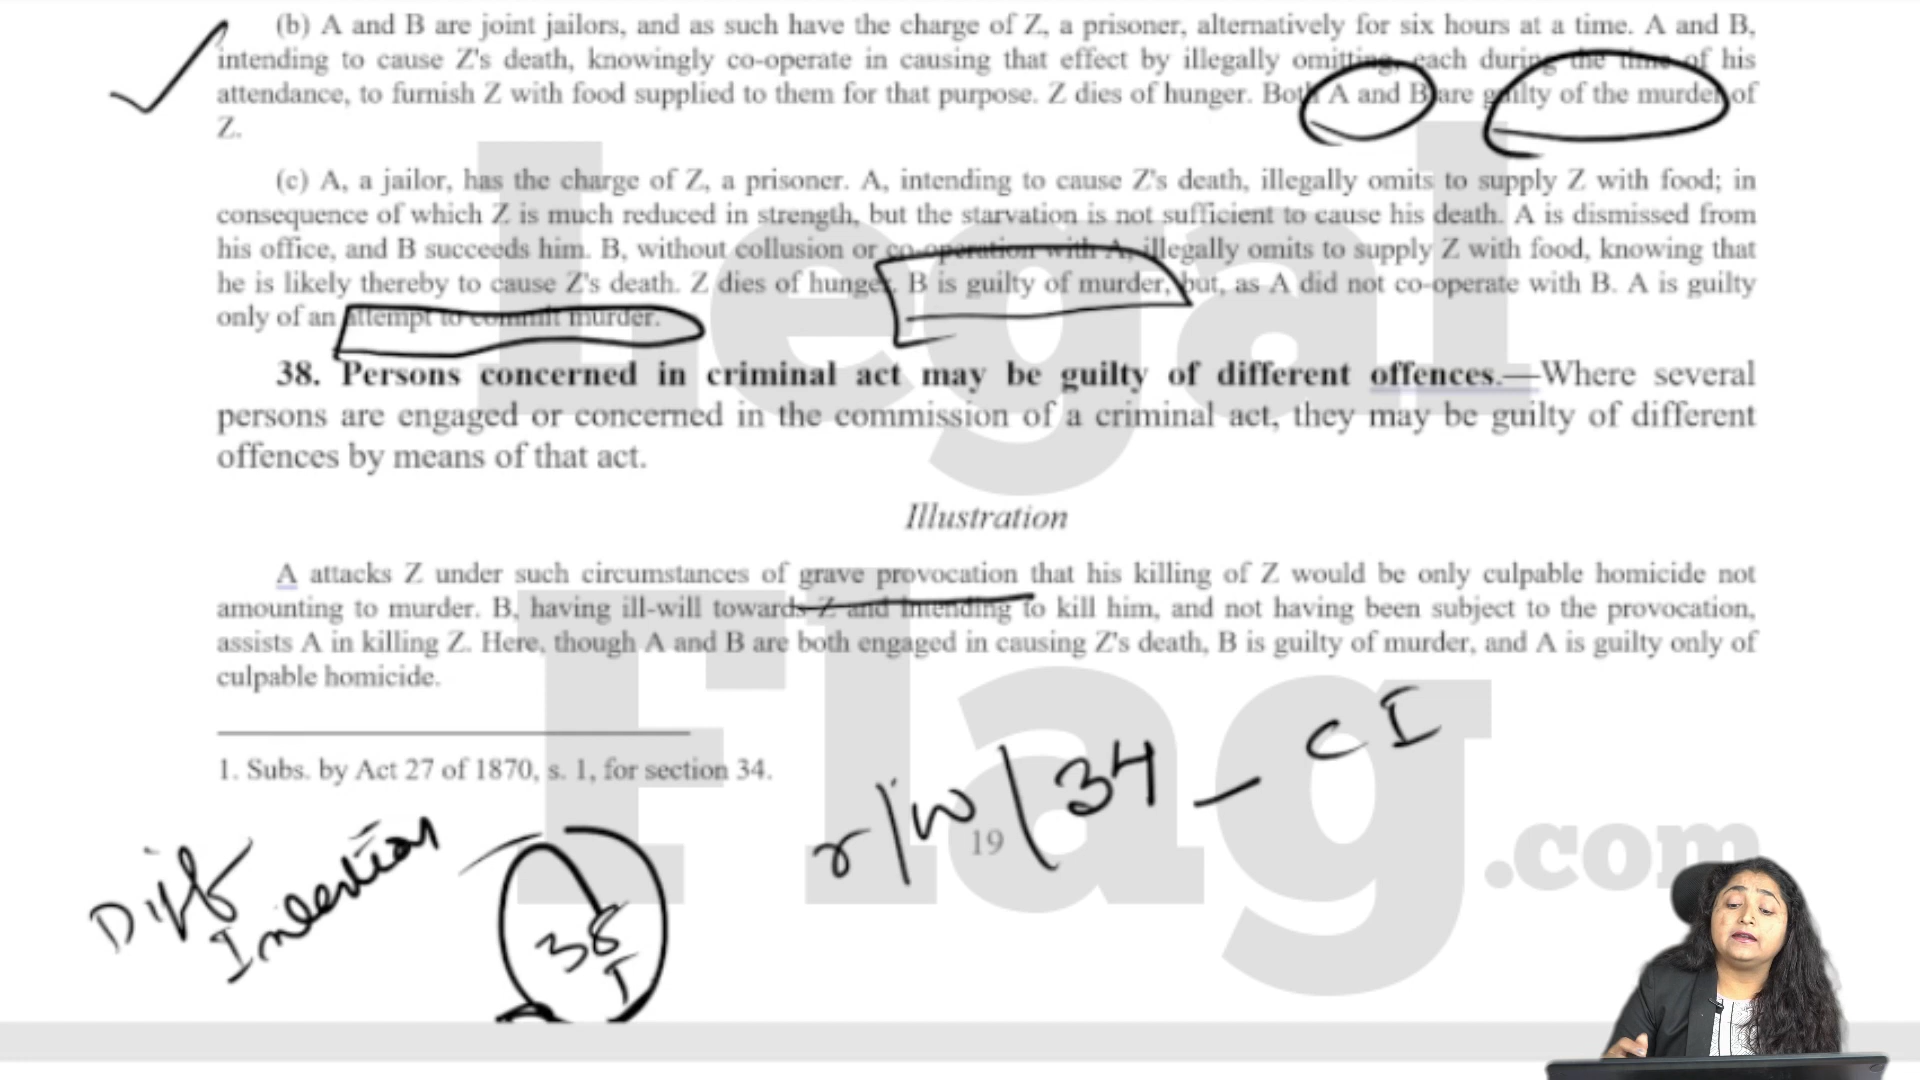 (b) A and B are joint jailors, and as such have the charge of Z, a prisoner, alternatively for six hours at a time. A and B,
intending to cause Z's death, knowingly co-operate in causing that effect by illegally omitting, each during the time of his
attendance, to furnish Z with food supplied to them for that purpose. Z dies of hunger. Both A and B are guilty of the murder of
Z.
(c) A, a jailor, has the charge of Z, a prisoner. A, intending to cause Z's death, illegally omits to supply Z with food; in
consequence of which Z is much reduced in strength, but the starvation is not sufficient to cause his death. A is dismissed from
his office, and B succeeds him. B, without collusion or co-operation with A, illegally omits to supply Z with food, knowing that
he is likely thereby to cause Z's death. Z dies of hunger. B is guilty of murder, but, as A did not co-operate with B. A is guilty
only of an attempt to commit murder.
38. Persons concerned in criminal act may be guilty of different offences.—Where several
persons are engaged or concerned in the commission of a criminal act, they may be guilty of different
offences by means of that act.
Illustration
A attacks Z under such circumstances of grave provocation that his killing of Z would be only culpable homicide not
amounting to murder. B, having ill-will towards Z and intending to kill him, and not having been subject to the provocation,
assists A in killing Z. Here, though A and B are both engaged in causing Z's death, B is guilty of murder, and A is guilty only of
culpable homicide.
1. Subs. by Act 27 of 1870, s. 1, for section 34.
r/w/34 - CI
19
Diff
Intention
38
I
Legal
Flag
.com